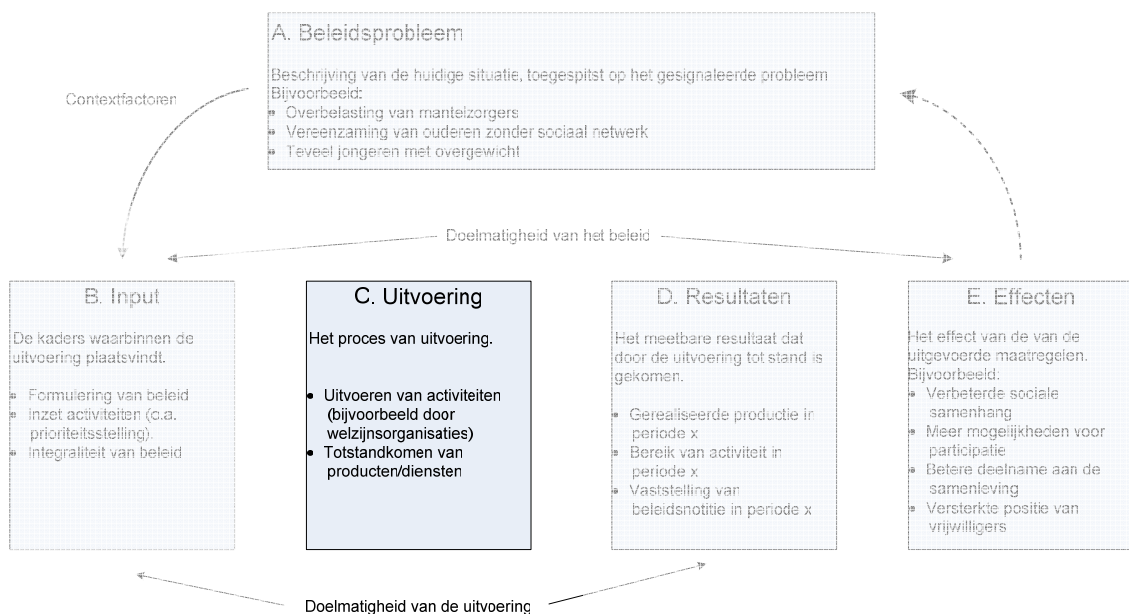 A. Beleidsprobleem
Beschrijving van de huidige situatie, toegespitst op het gesignaleerde probleem
Bijvoorbeeld:
• Overbelasting van mantelzorgers
• Vereenzaming van ouderen zonder sociaal netwerk
• Teveel jongeren met overgewicht
Contextfactoren
Doelmatigheid van het beleid
B. Input
De kaders waarbinnen de
uitvoering plaatsvindt.
• Formulering van beleid
• Inzet activiteiten (o.a.
prioriteitsstelling).
• Integraliteit van beleid
C. Uitvoering
Het proces van uitvoering.
• Uitvoeren van activiteiten
(bijvoorbeeld door
welzijnsorganisaties)
• Totstandkomen van
producten/diensten
D. Resultaten
Het meetbare resultaat dat
door de uitvoering tot stand is
gekomen.
• Gerealiseerde productie in
periode x
• Bereik van activiteit in
periode x
• Vaststelling van
beleidsnotitie in periode x
E. Effecten
Het effect van de van de
uitgevoerde maatregelen.
Bijvoorbeeld:
• Verbeterde sociale
samenhang
• Meer mogelijkheden voor
participatie
• Betere deelname aan de
samenleving
• Versterkte positie van
vrijwilligers
Doelmatigheid van de uitvoering